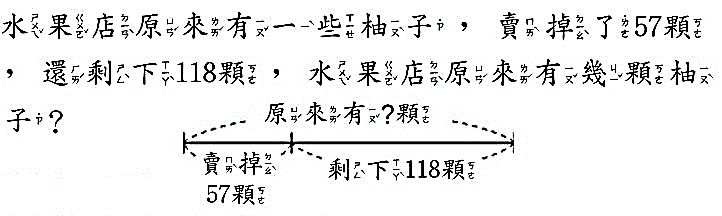 水果店原來有一些柚子，賣掉了57顆
，還剩下118顆，水果店原來有幾顆柚
子？
原來有?顆
賣掉
57顆
剩下118顆